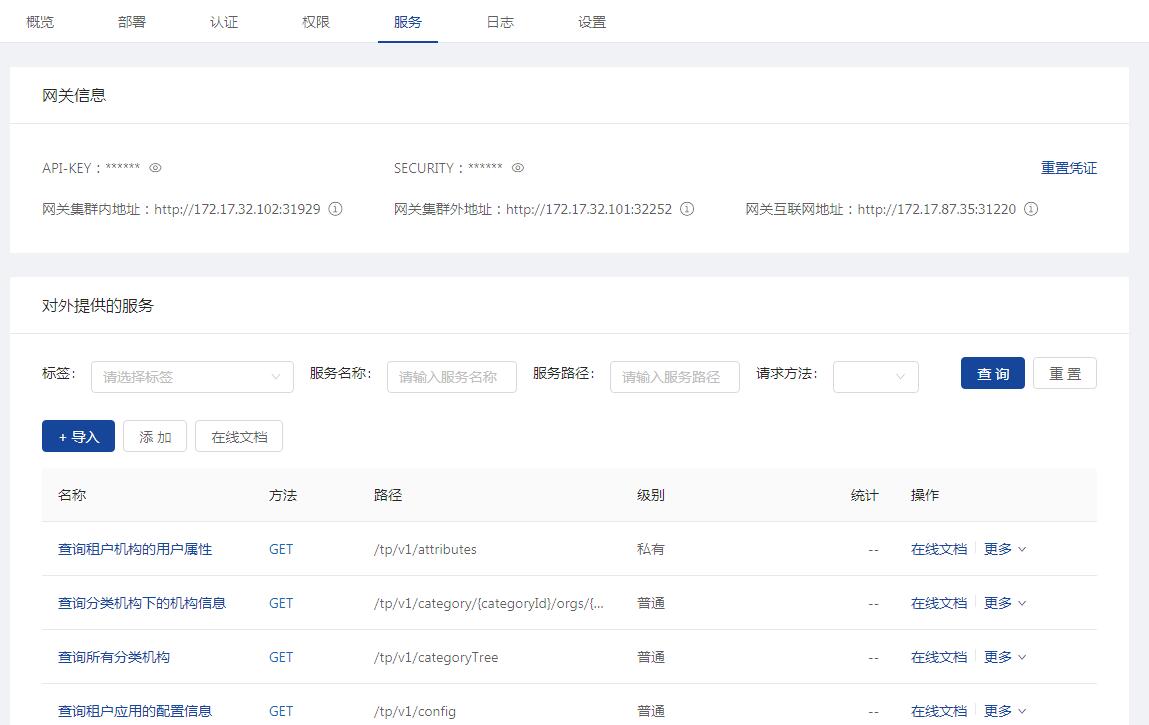 概览 部署 认证 权限 服务 日志 设置
网关信息
API-KEY：****** SECURITY：****** 重置凭证
网关集群内地址：http://172.17.32.102:31929 网关集群外地址：http://172.17.32.101:32252 网关互联网地址：http://172.17.87.35:31220
对外提供的服务
标签： 请选择标签 服务名称： 请输入服务名称 服务路径： 请输入服务路径 请求方法： 查 询 重 置
+ 导入 添 加 在线文档
名称 方法 路径 级别 统计 操作
查询租户机构的用户属性 GET /tp/v1/attributes 私有 -- 在线文档 更多
查询分类机构下的机构信息 GET /tp/v1/category/{categoryId}/orgs/{... 普通 -- 在线文档 更多
查询所有分类机构 GET /tp/v1/categoryTree 普通 -- 在线文档 更多
查询租户应用的配置信息 GET /tp/v1/config 普通 -- 在线文档 更多